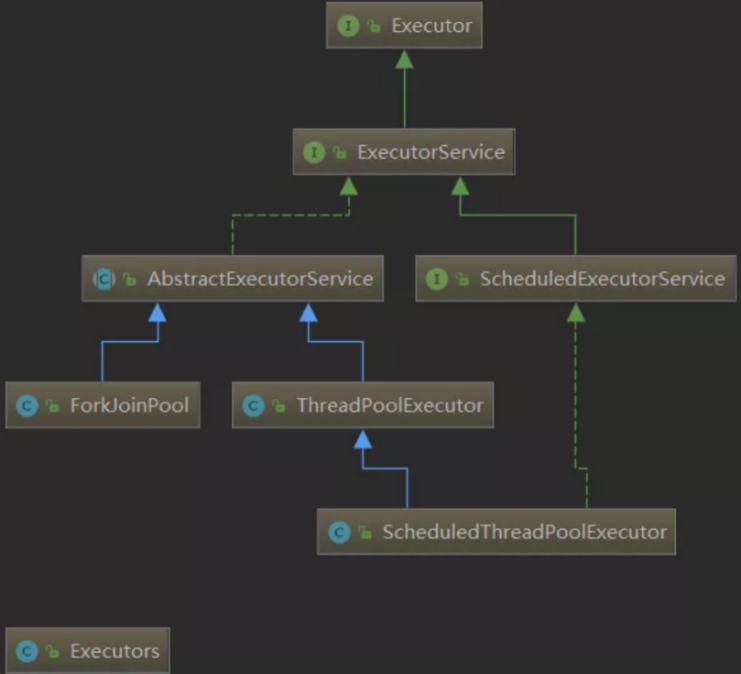 I Executor
I ExecutorService
C AbstractExecutorService
I ScheduledExecutorService
C ForkJoinPool
C ThreadPoolExecutor
C ScheduledThreadPoolExecutor
C Executors